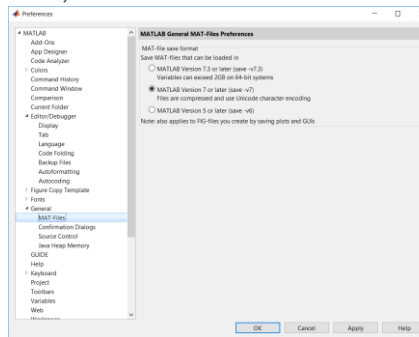 Preferences
MATLAB
Add-Ons
App Designer
Code Analyzer
Colors
Command History
Command Window
Comparison
Current Folder
Editor/Debugger
Display
Tab
Language
Code Folding
Backup Files
Autoformatting
Autocoding
Figure Copy Template
Fonts
General
MAT-Files
Confirmation Dialogs
Source Control
Java Heap Memory
GUIDE
Help
Keyboard
Project
Toolbars
Variables
Web
MATLAB General MAT-Files Preferences
MAT-file save format
Save MAT-files that can be loaded in
MATLAB Version 7.3 or later (save -v7.3)
Variables can exceed 2GB on 64-bit systems
MATLAB Version 7 or later (save -v7)
Files are compressed and use Unicode character encoding
MATLAB Version 5 or later (save -v6)
Note: also applies to FIG-files you create by saving plots and GUIs
OK Cancel Apply Help